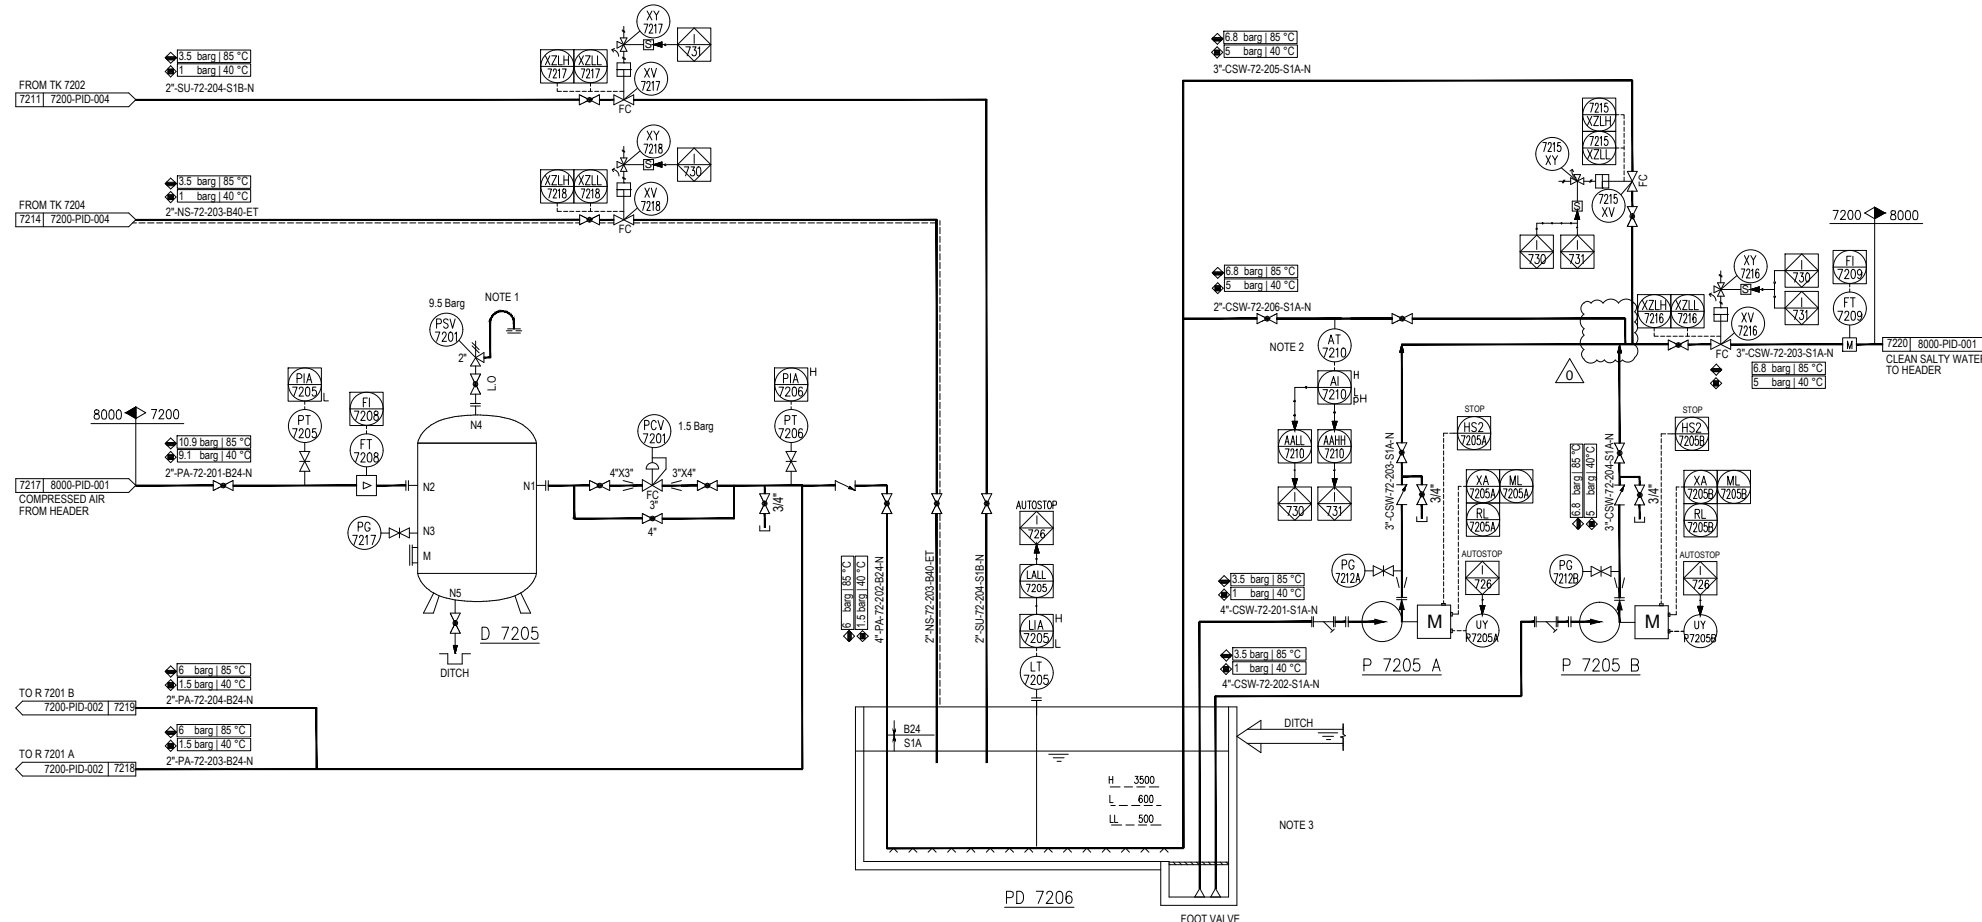 XY
7217
I
731
3.5 barg | 85 °C
1 barg | 40 °C
2"-SU-72-204-S1B-N
XZLH
7217
XZLL
7217
S
XV
7217
FC
FROM TK 7202
7211 7200-PID-004
XY
7218
I
730
3.5 barg | 85 °C
1 barg | 40 °C
2"-NS-72-203-B40-ET
XZLH
7218
XZLL
7218
S
XV
7218
FC
FROM TK 7204
7214 7200-PID-004
6.8 barg | 85 °C
5 barg | 40 °C
3"-CSW-72-205-S1A-N
7215
XZLH
7215
XZLL
7215
XY
7215
XV
FC
S
I
730
I
731
7200 8000
6.8 barg | 85 °C
5 barg | 40 °C
2"-CSW-72-206-S1A-N
NOTE 2
AT
7210
AI
7210
H
L
pH
AALL
7210
AAHH
7210
I
730
I
731
0
XZLH
7216
XZLL
7216
XY
7216
S
I
730
I
731
XV
7216
FC
3"-CSW-72-203-S1A-N
6.8 barg | 85 °C
5 barg | 40 °C
FI
7209
FT
7209
M
7220 8000-PID-001
CLEAN SALTY WATER
TO HEADER
9.5 Barg
NOTE 1
PSV
7201
2"
L.O
N4
8000 7200
10.9 barg | 85 °C
9.1 barg | 40 °C
2"-PA-72-201-B24-N
7217 8000-PID-001
COMPRESSED AIR
FROM HEADER
PIA
7205
L
PT
7205
FI
7208
FT
7208
N2
N1
N3
M
N5
PG
7217
D 7205
DITCH
PCV
7201
1.5 Barg
4"X3"
3"X4"
FC
3"
4"
PIA
7206
H
PT
7206
3/4"
6 barg | 85 °C
1.5 barg | 40 °C
4"-PA-72-202-B24-N
2"-NS-72-203-B40-ET
2"-SU-72-204-S1B-N
AUTOSTOP
I
726
LALL
7205
LIA
7205
H
L
LT
7205
3"-CSW-72-203-S1A-N
3/4"
STOP
HS2
7205A
XA
7205A
ML
7205A
RL
7205A
AUTOSTOP
I
726
UY
P7205A
PG
7212A
M
P 7205 A
6.8 barg | 85 °C
5 barg | 40°C
3"-CSW-72-204-S1A-N
3/4"
STOP
HS2
7205B
XA
7205B
ML
7205B
RL
7205B
AUTOSTOP
I
726
UY
P7205B
PG
7212B
M
P 7205 B
3.5 barg | 85 °C
1 barg | 40 °C
4"-CSW-72-201-S1A-N
3.5 barg | 85 °C
1 barg | 40 °C
4"-CSW-72-202-S1A-N
6 barg | 85 °C
1.5 barg | 40 °C
2"-PA-72-204-B24-N
TO R 7201 B
7200-PID-002 7219
6 barg | 85 °C
1.5 barg | 40 °C
2"-PA-72-203-B24-N
TO R 7201 A
7200-PID-002 7218
B24
S1A
DITCH
H 3500
L 600
LL 500
NOTE 3
PD 7206
FOOT VALVE